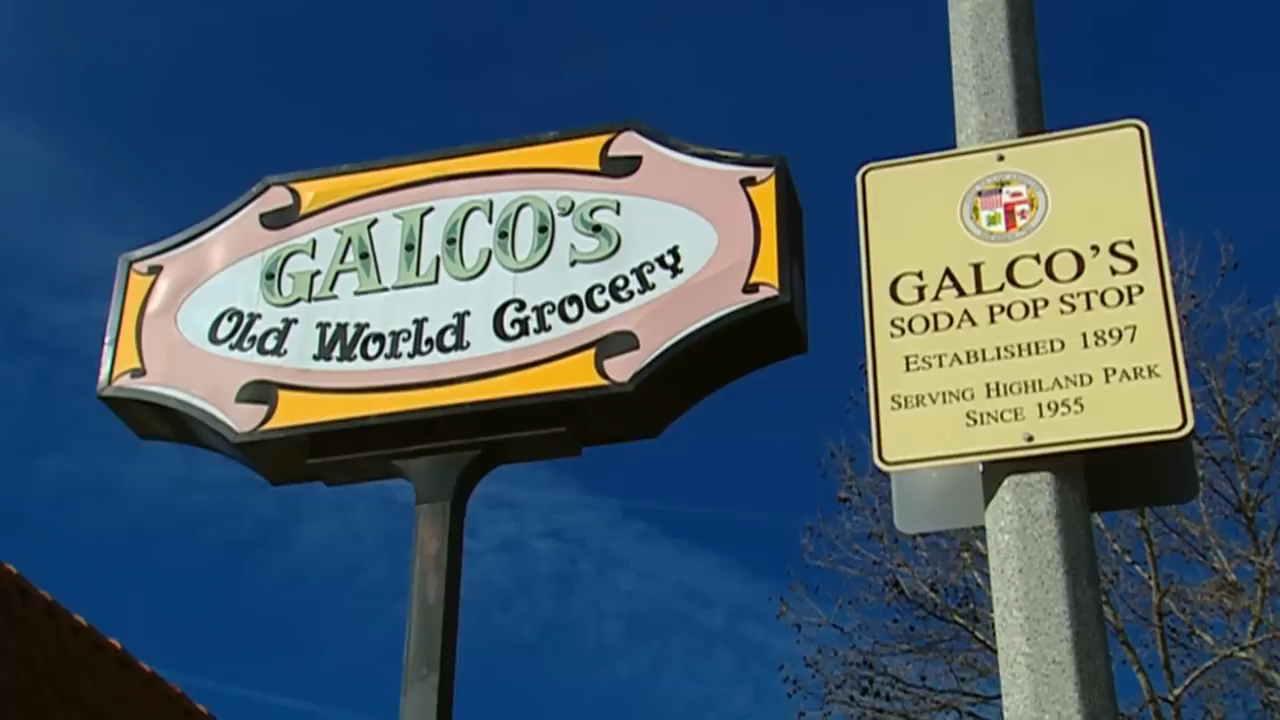 GALCO'S
Old World Grocery
GALCO'S
SODA POP STOP
ESTABLISHED 1897
SERVING HIGHLAND PARK
SINCE 1955